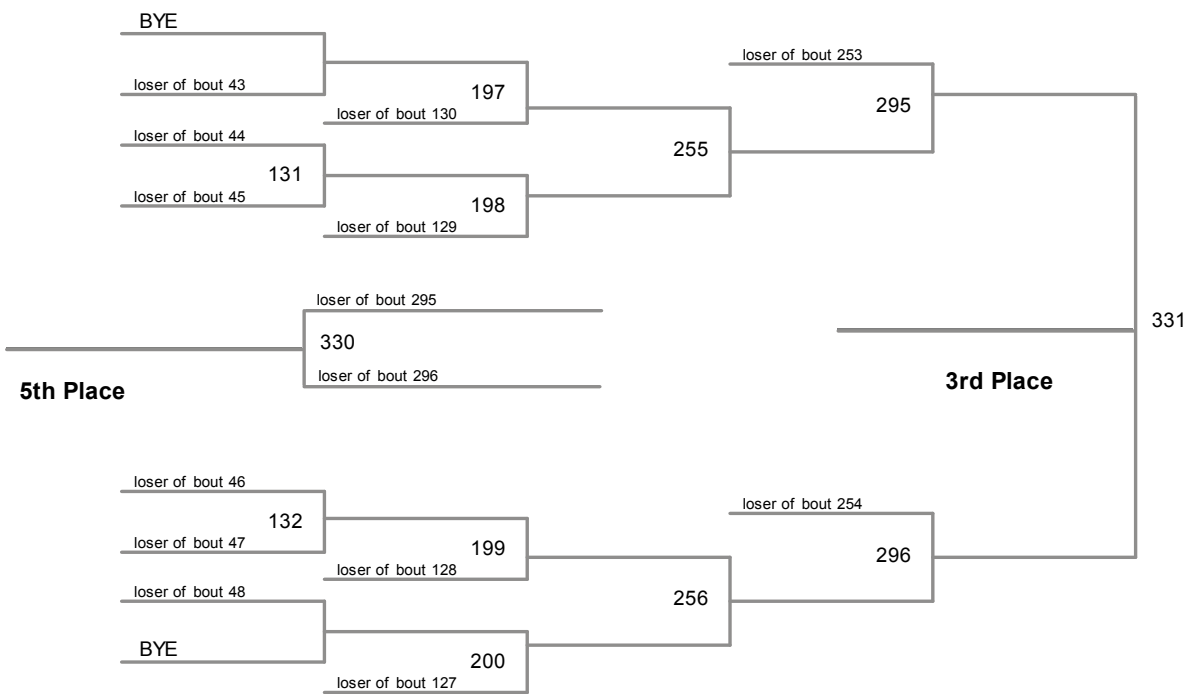 BYE
loser of bout 253
loser of bout 43
197
295
loser of bout 130
loser of bout 44
255
131
loser of bout 45
198
loser of bout 129
loser of bout 295
331
330
loser of bout 296
3rd Place
5th Place
loser of bout 46
loser of bout 254
132
loser of bout 47
199
296
loser of bout 128
loser of bout 48
256
BYE
200
loser of bout 127